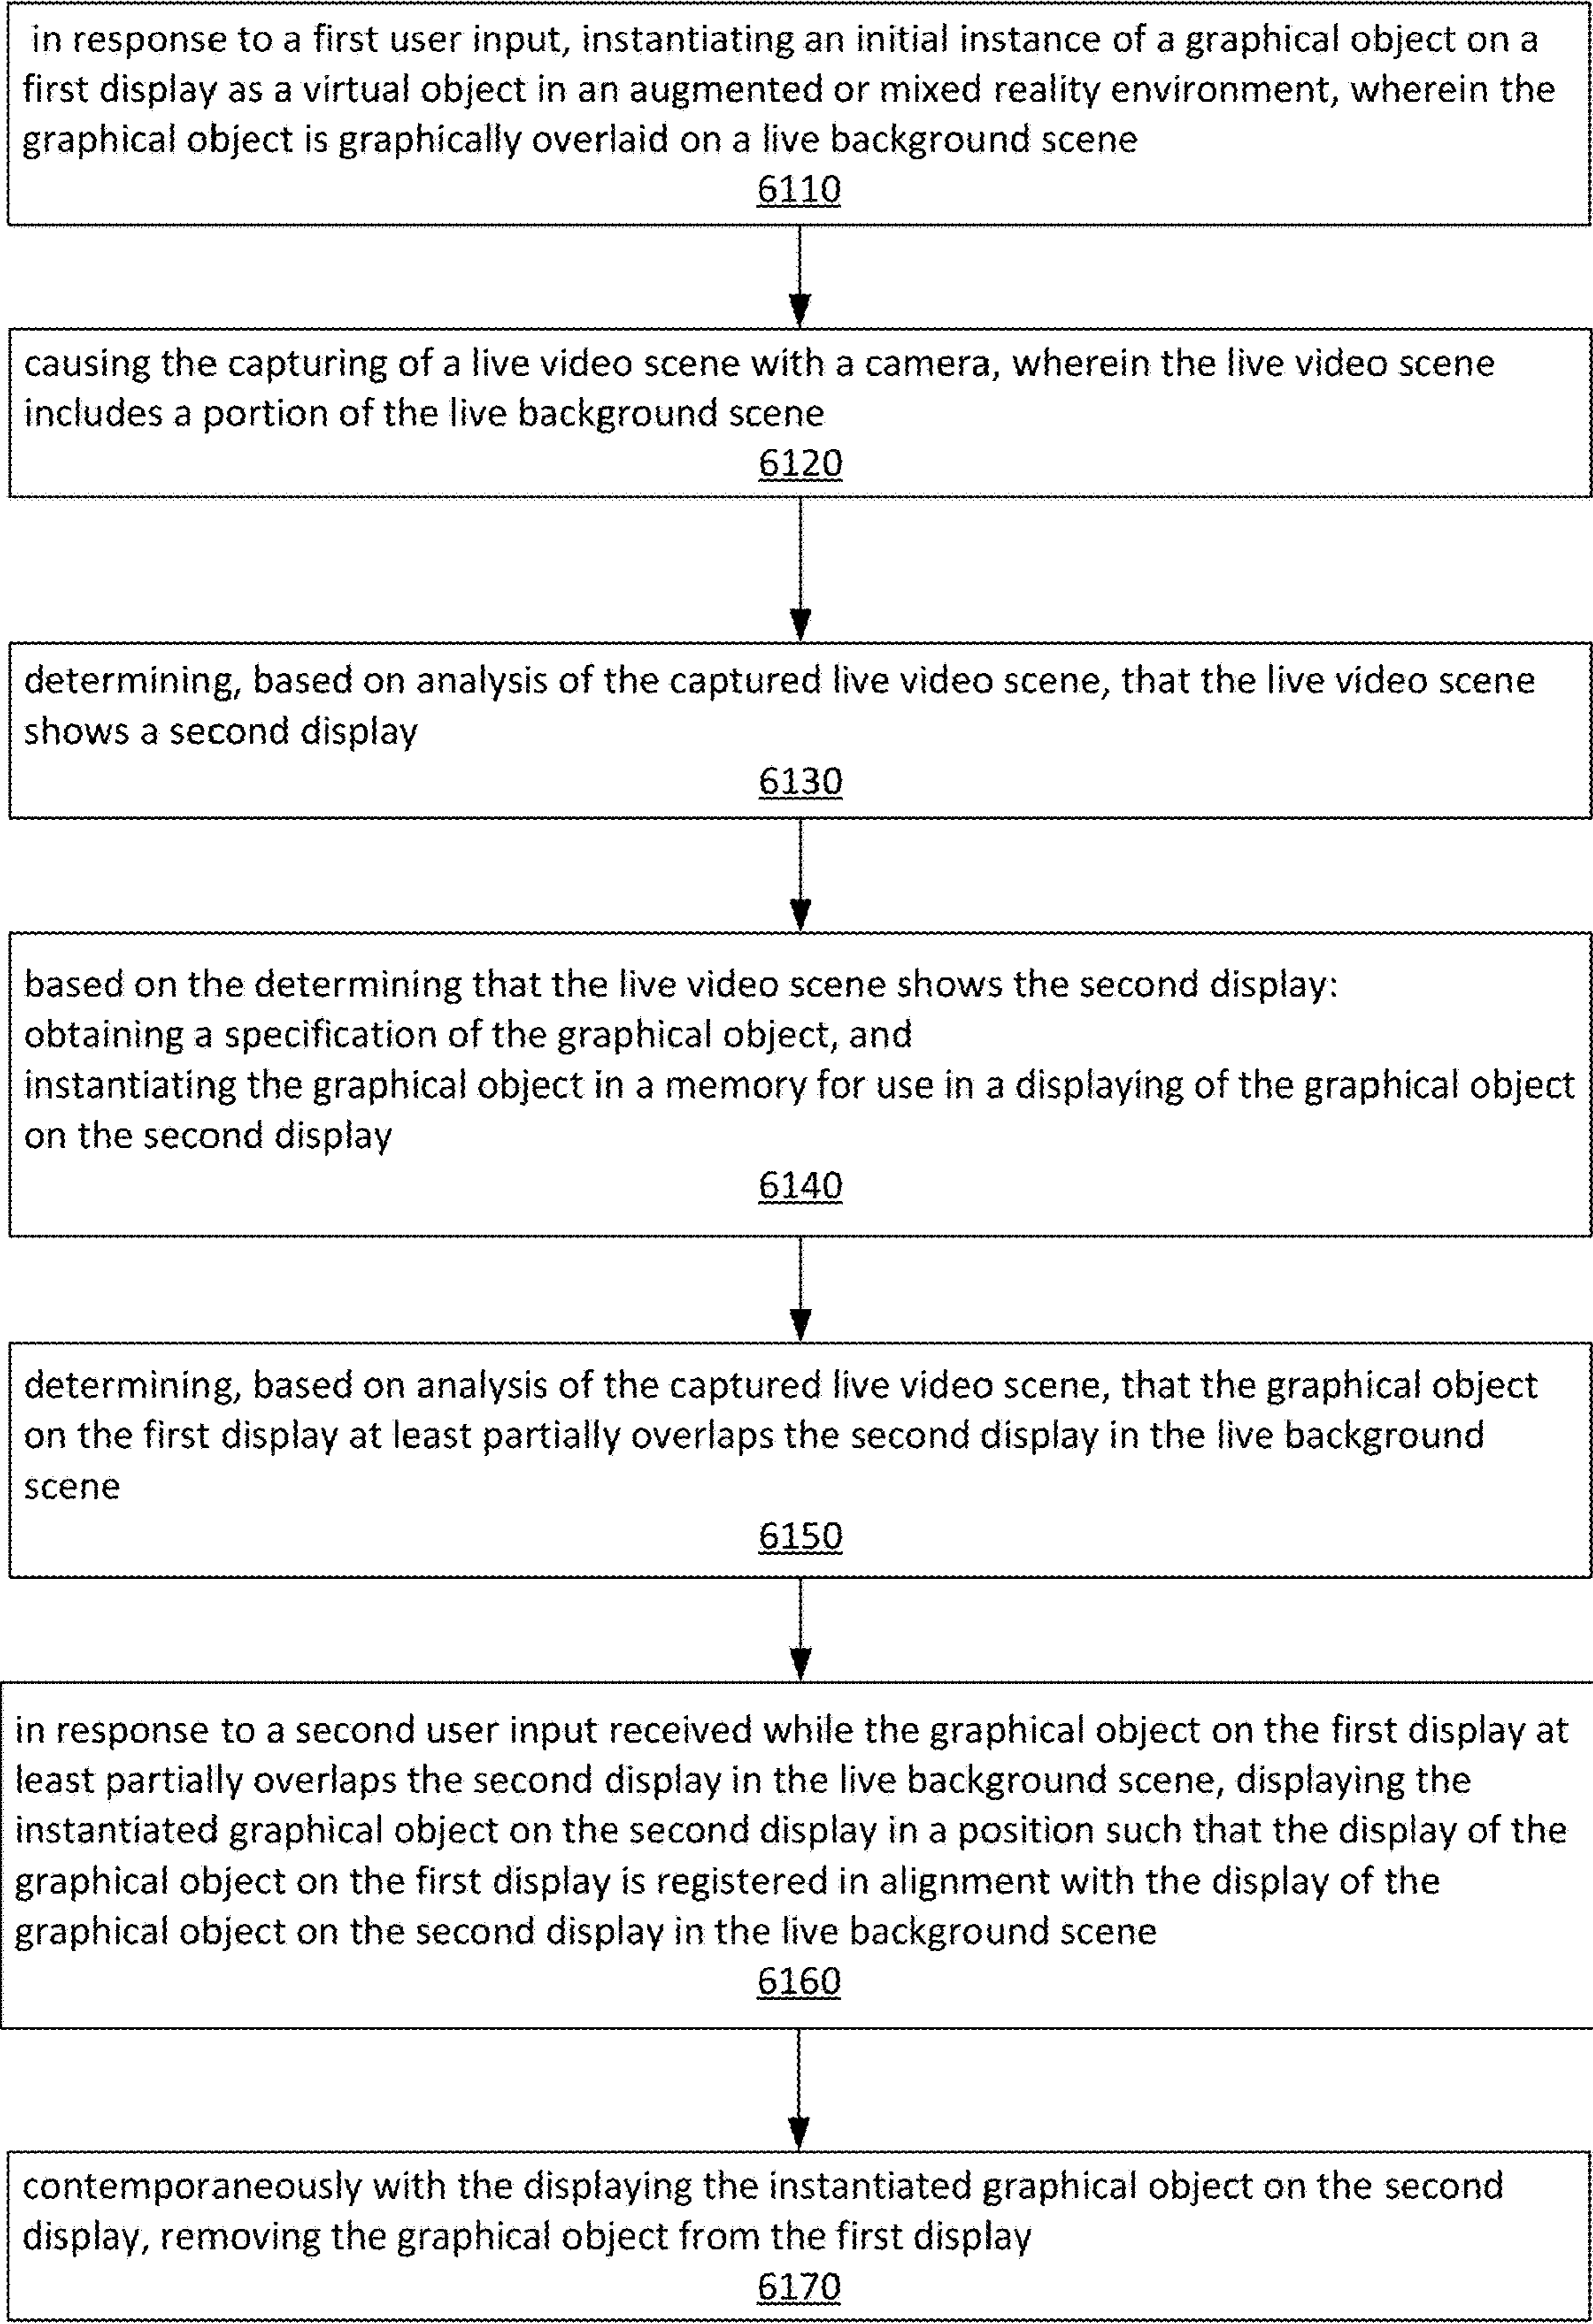 in response to a first user input, instantiating an initial instance of a graphical object on a
first display as a virtual object in an augmented or mixed reality environment, wherein the
graphical object is graphically overlaid on a live background scene
6110
causing the capturing of a live video scene with a camera, wherein the live video scene
includes a portion of the live background scene
6120
determining, based on analysis of the captured live video scene, that the live video scene
shows a second display
6130
based on the determining that the live video scene shows the second display:
obtaining a specification of the graphical object, and
instantiating the graphical object in a memory for use in a displaying of the graphical object
on the second display
6140
determining, based on analysis of the captured live video scene, that the graphical object
on the first display at least partially overlaps the second display in the live background
scene
6150
in response to a second user input received while the graphical object on the first display at
least partially overlaps the second display in the live background scene, displaying the
instantiated graphical object on the second display in a position such that the display of the
graphical object on the first display is registered in alignment with the display of the
graphical object on the second display in the live background scene
6160
contemporaneously with the displaying the instantiated graphical object on the second
display, removing the graphical object from the first display
6170